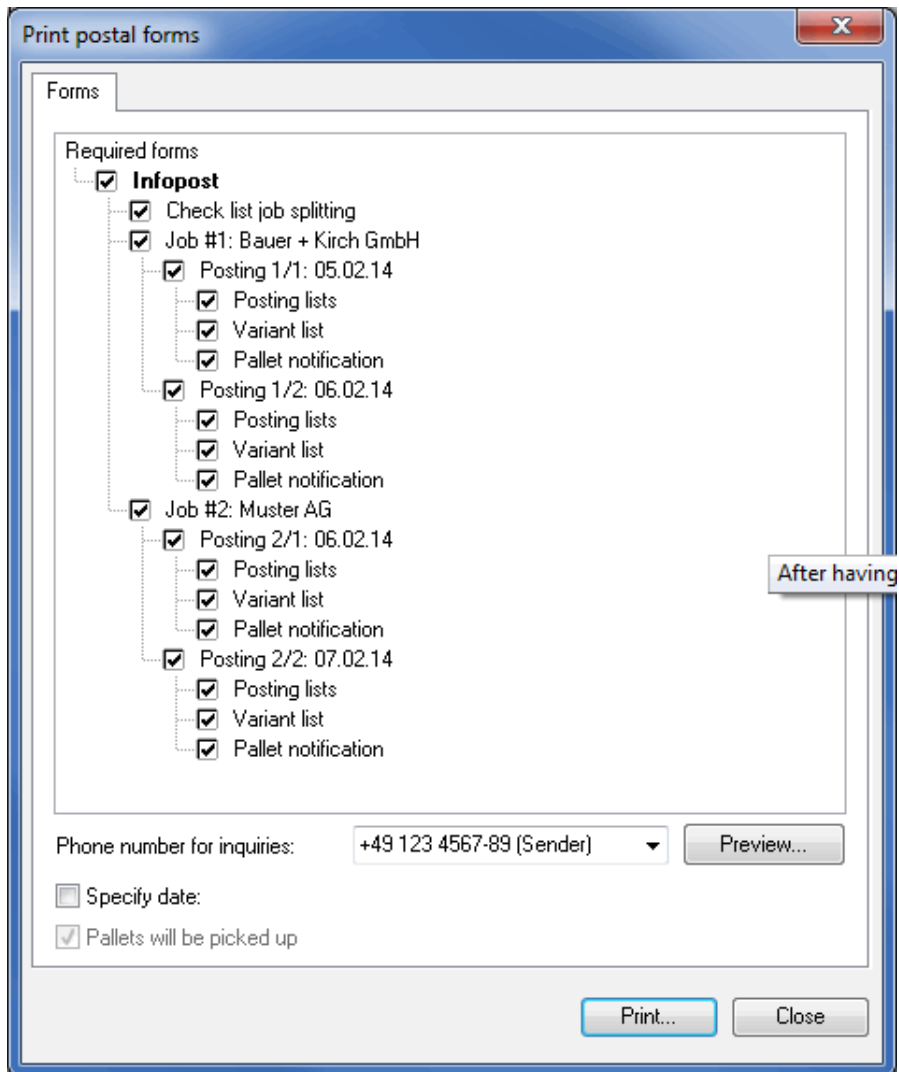 Print postal forms
Forms
Required forms
Infopost
Check list job splitting
Job #1: Bauer + Kirch GmbH
Posting 1/1: 05.02.14
Posting lists
Variant list
Pallet notification
Posting 1/2: 06.02.14
Posting lists
Variant list
Pallet notification
Job #2: Muster AG
Posting 2/1: 06.02.14
After having
Posting lists
Variant list
Pallet notification
Posting 2/2: 07.02.14
Posting lists
Variant list
Pallet notification
Phone number for inquiries: +49 123 4567-89 (Sender) Preview...
Specify date:
Pallets will be picked up
Print... Close